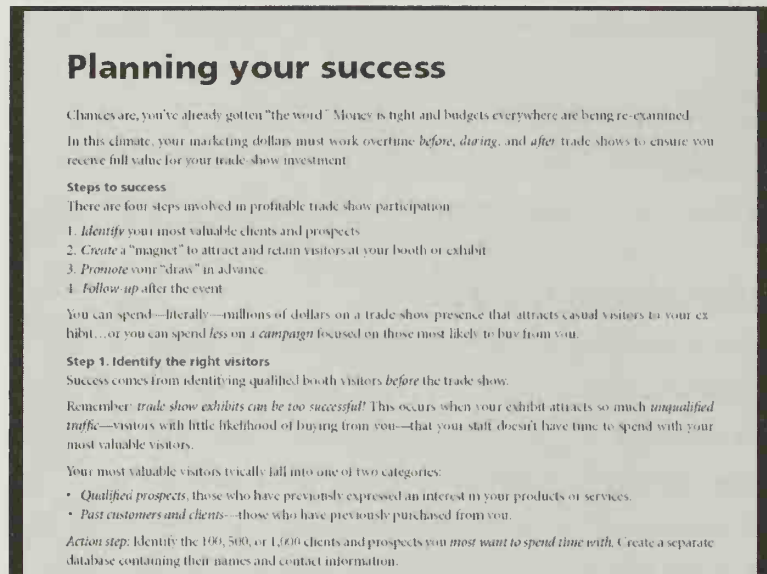 Planning your success
Chances are, you've already gotten "the word" Money is tight and budgets everywhere are being re-examined
In this climate, your marketing dollars must work overtime before, during, and after trade shows to ensure you
receive full value for your trade show investment
Steps to success
There are four steps involved in profitable trade show participation
1. Identify your most valuable clients and prospects
2. Create a "magnet" to attract and retain visitors at your booth or exhibit
3. Promote your "draw" in advance
4 Follow-up after the event
You can spend—literally—millions of dollars on a trade show presence that attracts casual visitors to your ex
hibit...or you can spend less on a campaign focused on those most likely to buy from you.
Step 1. Identify the right visitors
Success comes from identifying qualified booth visitors before the trade show.
Remember: trade show exhibits can be too successful! This occurs when your exhibit attracts so much unqualified
traffic—visitors with little likelihood of buying from you—that your staff doesn't have time to spend with your
most valuable visitors.
Your most valuable visitors tyically fall into one of two categories:
• Qualified prospects, those who have previously expressed an interest in your products or services.
• Past customers and clients—those who have previously purchased from you.
Action step: Identify the 100, 500, or 1,000 clients and prospects you most want to spend time with. Create a separate
database containing their names and contact information.